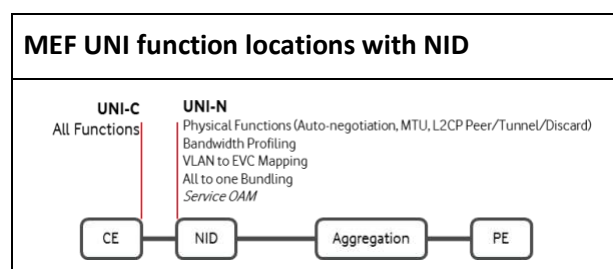 MEF UNI function locations with NID
UNI-C
All Functions
UNI-N
Physical Functions (Auto-negotiation, MTU, L2CP Peer/Tunnel/Discard)
Bandwidth Profiling
VLAN to EVC Mapping
All to one Bundling
Service OAM
CE
NID
Aggregation
PE